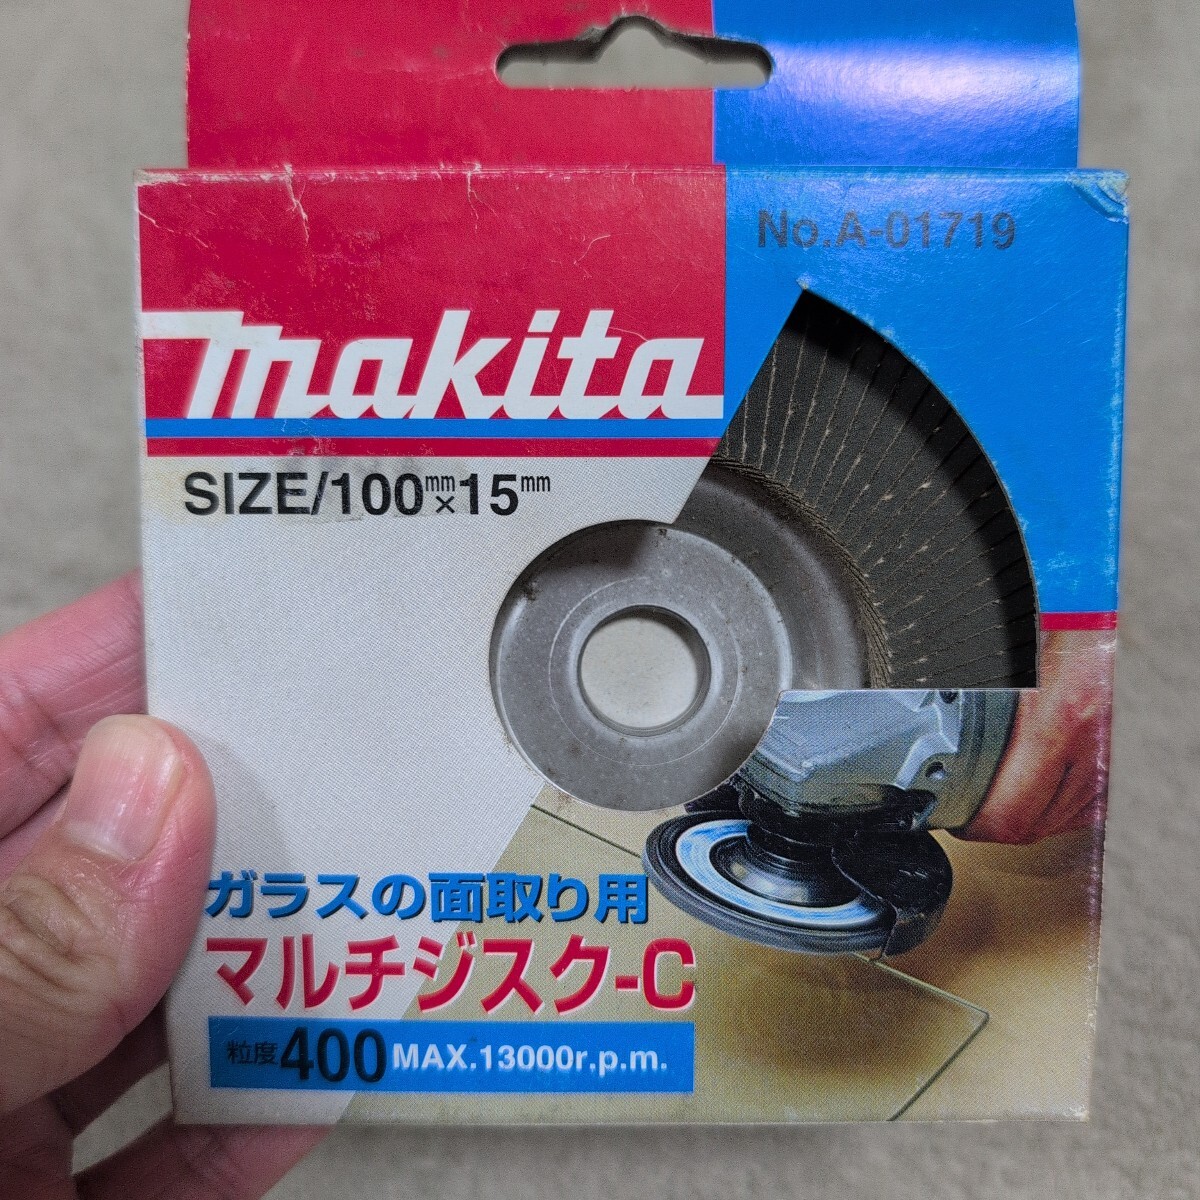 No.A-01719
makita
SIZE/100mm×15mm
ガラスの面取り用
マルチジスク-C
粒度400 MAX.13000r.p.m.